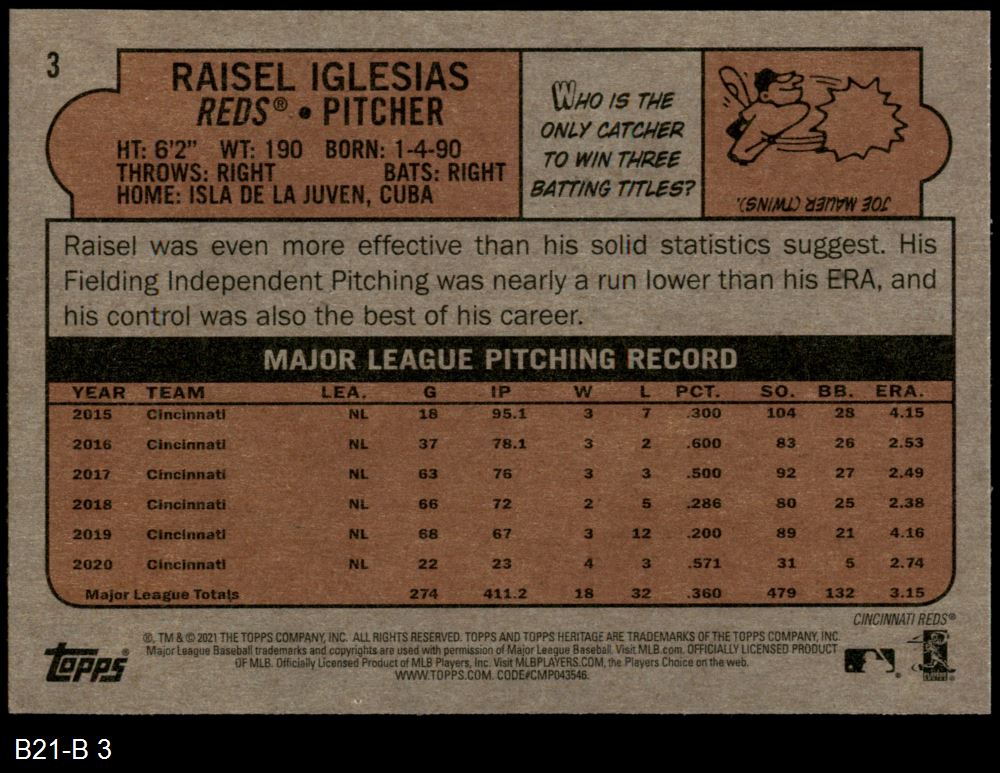 3
RAISEL IGLESIAS
REDS® • PITCHER
HT: 6'2" WT: 190 BORN: 1-4-90
THROWS: RIGHT BATS: RIGHT
HOME: ISLA DE LA JUVEN, CUBA
WHO IS THE
ONLY CATCHER
TO WIN THREE
BATTING TITLES?
JOE MAUER (TWINS).
Raisel was even more effective than his solid statistics suggest. His
Fielding Independent Pitching was nearly a run lower than his ERA, and
his control was also the best of his career.
MAJOR LEAGUE PITCHING RECORD
YEAR TEAM LEA. G IP W L PCT. SO. BB. ERA.
2015 Cincinnati NL 18 95.1 3 7 .300 104 28 4.15
2016 Cincinnati NL 37 78.1 3 2 .600 83 26 2.53
2017 Cincinnati NL 63 76 3 3 .500 92 27 2.49
2018 Cincinnati NL 66 72 2 5 .286 80 25 2.38
2019 Cincinnati NL 68 67 3 12 .200 89 21 4.16
2020 Cincinnati NL 22 23 4 3 .571 31 5 2.74
Major League Totals 274 411.2 18 32 .360 479 132 3.15
CINCINNATI REDS®
topps®
®, TM & © 2021 THE TOPPS COMPANY, INC. ALL RIGHTS RESERVED. TOPPS AND TOPPS HERITAGE ARE TRADEMARKS OF THE TOPPS COMPANY, INC.
Major League Baseball trademarks and copyrights are used with permission of Major League Baseball. Visit MLB.com. OFFICIALLY LICENSED PRODUCT
OF MLB. Officially Licensed Product of MLB Players, Inc. Visit MLBPLAYERS.COM, the Players Choice on the web.
WWW.TOPPS.COM. CODE#CMP043546.
B21-B 3